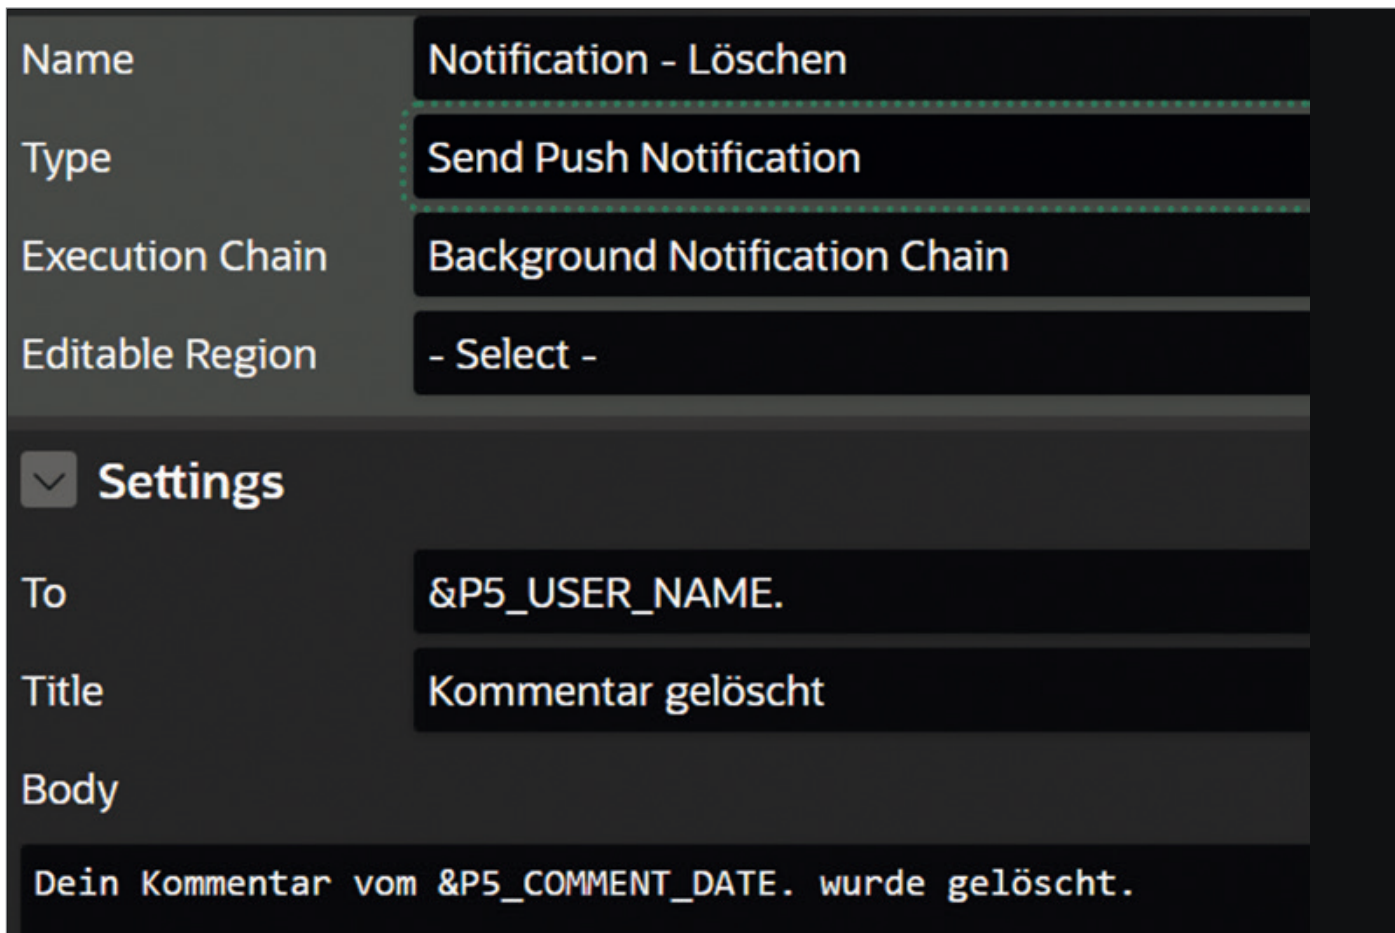 Name Notification - Löschen
Type Send Push Notification
Execution Chain Background Notification Chain
Editable Region - Select -
Settings
To &P5_USER_NAME.
Title Kommentar gelöscht
Body
Dein Kommentar vom &P5_COMMENT_DATE. wurde gelöscht.